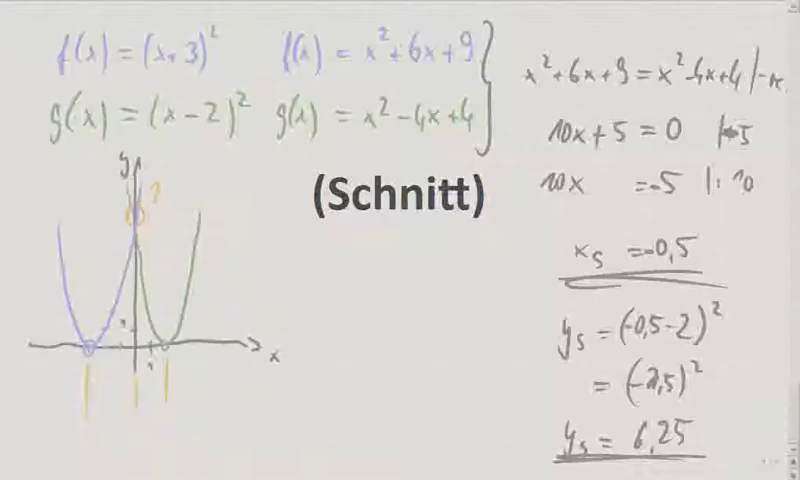 f(x) = (x+3)² f(x) = x²+6x+9
g(x) = (x-2)² g(x) = x²-4x+4
x²+6x+9 = x²-4x+4
10x+5 = 0 |-5
10x = -5 |: 10
(Schnitt)
y
?
x
x_S = -0,5
y_S = (-0,5-2)²
= (-2,5)²
y_S = 6,25